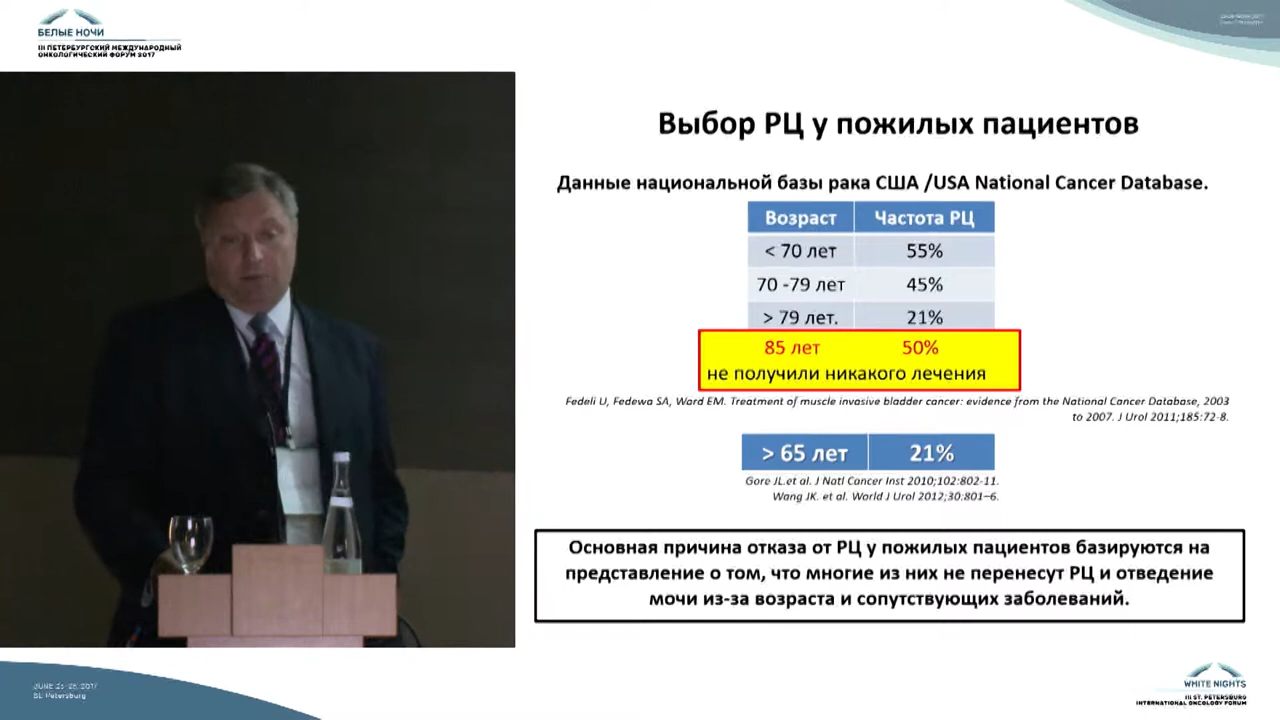 БЕЛЫЕ НОЧИ
III ПЕТЕРБУРГСКИЙ МЕЖДУНАРОДНЫЙ
ОНКОЛОГИЧЕСКИЙ ФОРУМ 2017
Выбор РЦ у пожилых пациентов
Данные национальной базы рака США /USA National Cancer Database.
Возраст Частота РЦ
< 70 лет 55%
70 -79 лет 45%
> 79 лет. 21%
85 лет 50%
не получили никакого лечения
Fedeli U, Fedewa SA, Ward EM. Treatment of muscle invasive bladder cancer: evidence from the National Cancer Database, 2003
to 2007. J Urol 2011;185:72-8.
> 65 лет 21%
Gore JL.et al. J Natl Cancer Inst 2010;102:802-11.
Wang JK. et al. World J Urol 2012;30:801–6.
Основная причина отказа от РЦ у пожилых пациентов базируются на
представление о том, что многие из них не перенесут РЦ и отведение
мочи из-за возраста и сопутствующих заболеваний.
St. Petersburg
WHITE NIGHTS
III ST. PETERSBURG
INTERNATIONAL ONCOLOGY FORUM